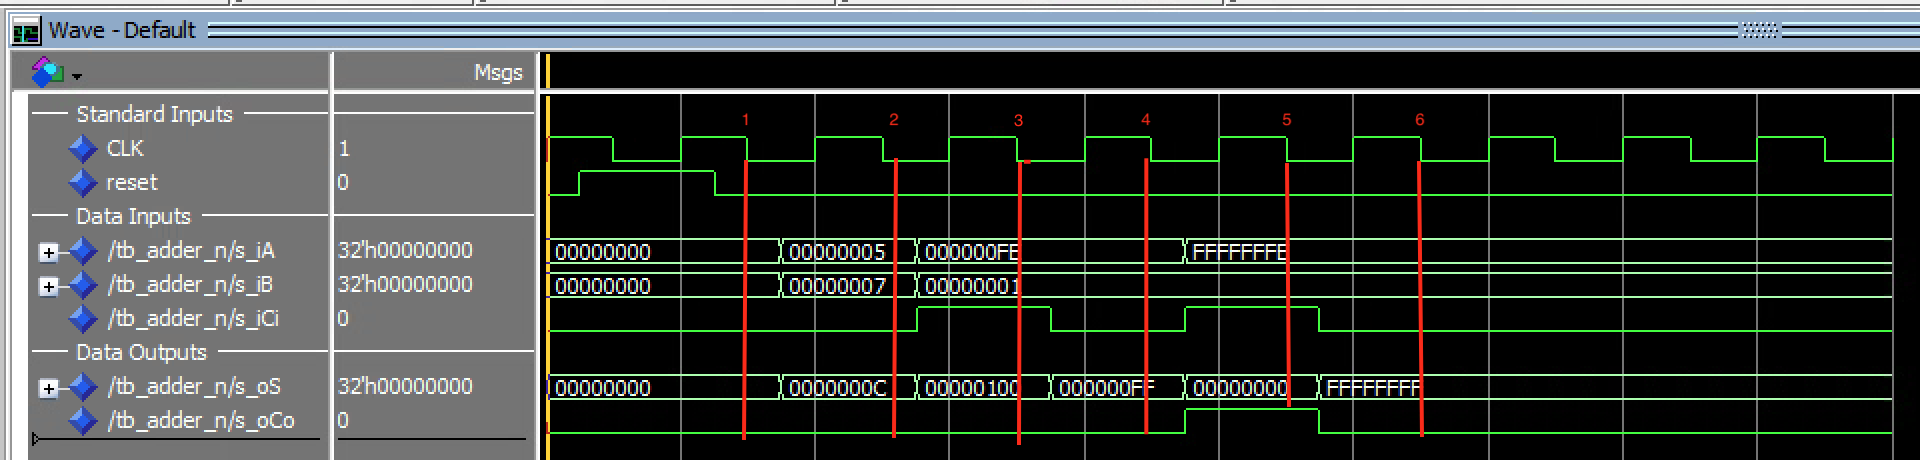 Wave - Default
Msgs
Standard Inputs
1 2 3 4 5 6
CLK 1
reset 0
Data Inputs
/tb_adder_n/s_iA 32'h00000000 00000000 00000005 000000FE FFFFFFFE
/tb_adder_n/s_iB 32'h00000000 00000000 00000007 00000001
/tb_adder_n/s_iCi 0
Data Outputs
/tb_adder_n/s_oS 32'h00000000 00000000 0000000C 00000100 000000FF 00000000 FFFFFFFF
/tb_adder_n/s_oCo 0